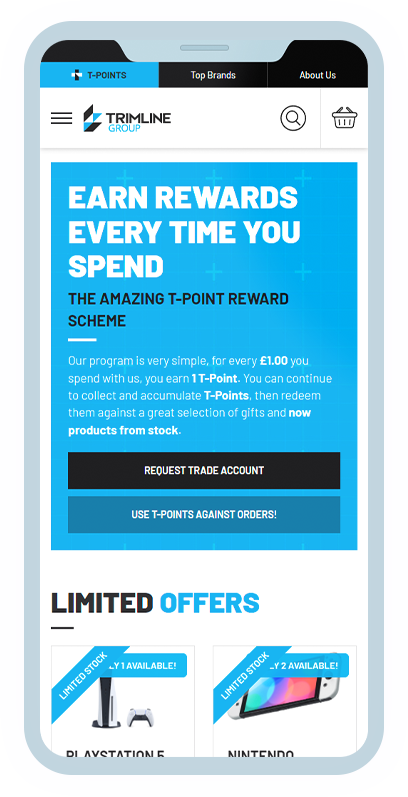 T-POINTS
Top Brands
About Us
TRIMLINE
GROUP
EARN REWARDS
EVERY TIME YOU
SPEND
THE AMAZING T-POINT REWARD
SCHEME
Our program is very simple, for every £1.00 you
spend with us, you earn 1 T-Point. You can continue
to collect and accumulate T-Points, then redeem
them against a great selection of gifts and now
products from stock.
REQUEST TRADE ACCOUNT
USE T-POINTS AGAINST ORDERS!
LIMITED OFFERS
LIMITED STOCK
LY 1 AVAILABLE!
LIMITED STOCK
LY 2 AVAILABLE!
PLAYSTATION 5
NINTENDO